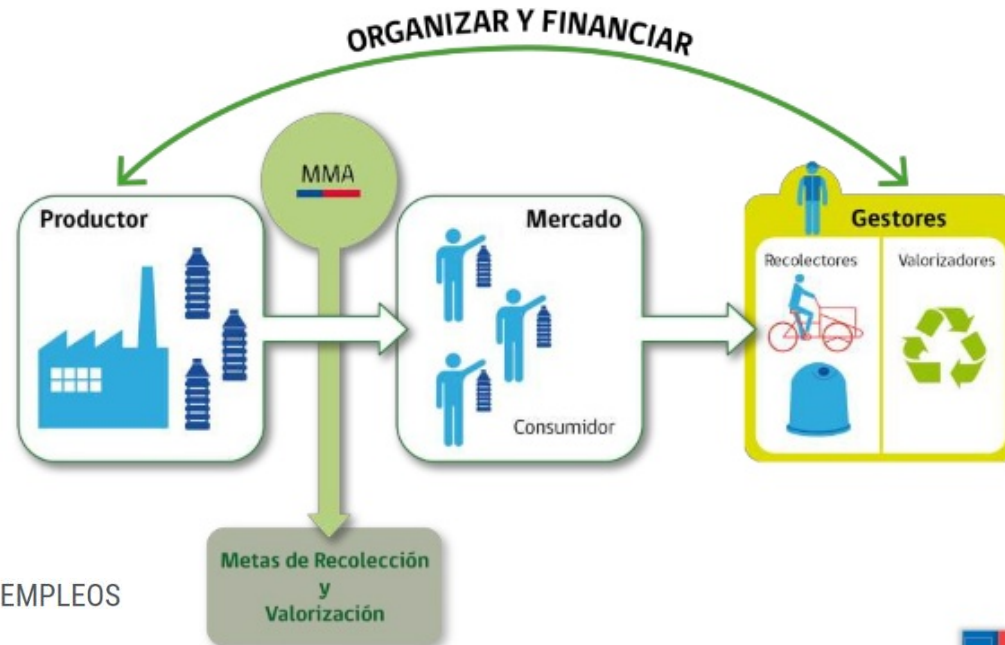 ORGANIZAR Y FINANCIAR
MMA
Productor
Mercado
Gestores
Recolectores
Valorizadores
Consumidor
Metas de Recolección
y
Valorización
EMPLEOS